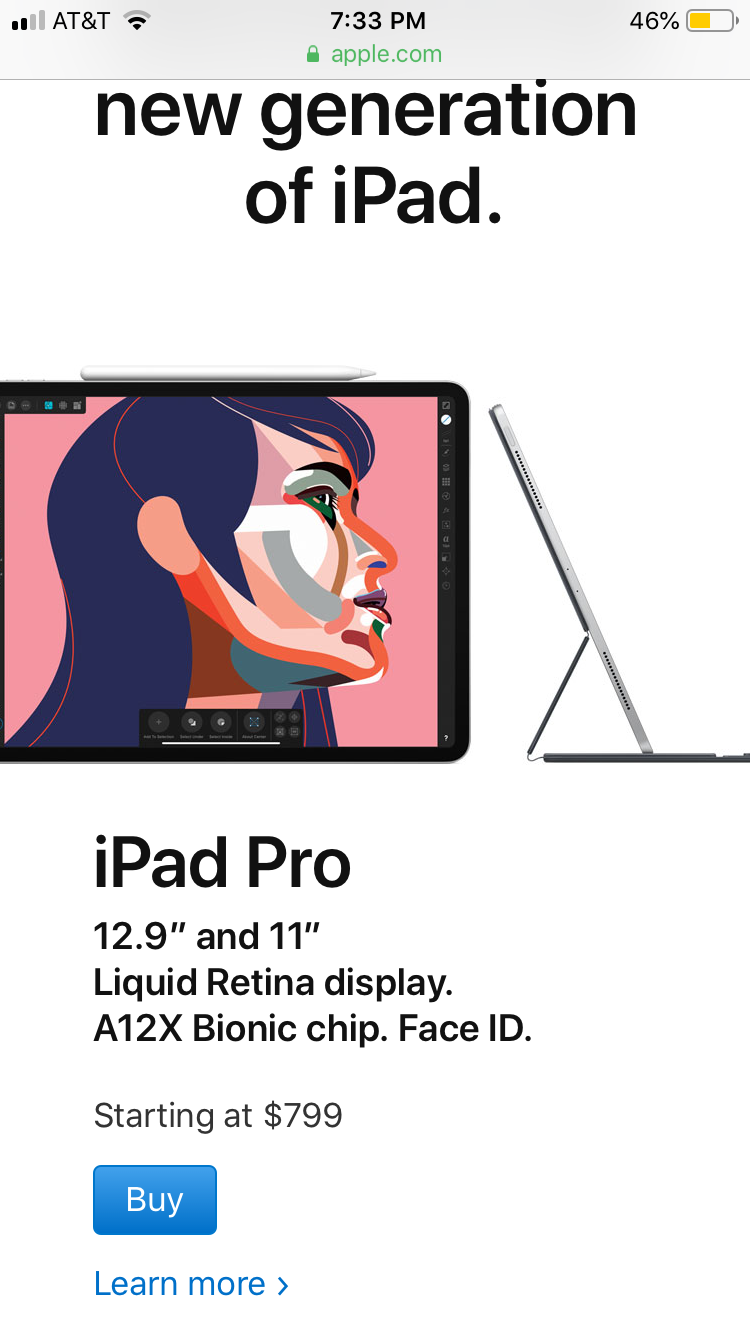 AT&T 7:33 PM 46%
apple.com
new generation
of iPad.
iPad Pro
12.9” and 11”
Liquid Retina display.
A12X Bionic chip. Face ID.
Starting at $799
Buy
Learn more ›